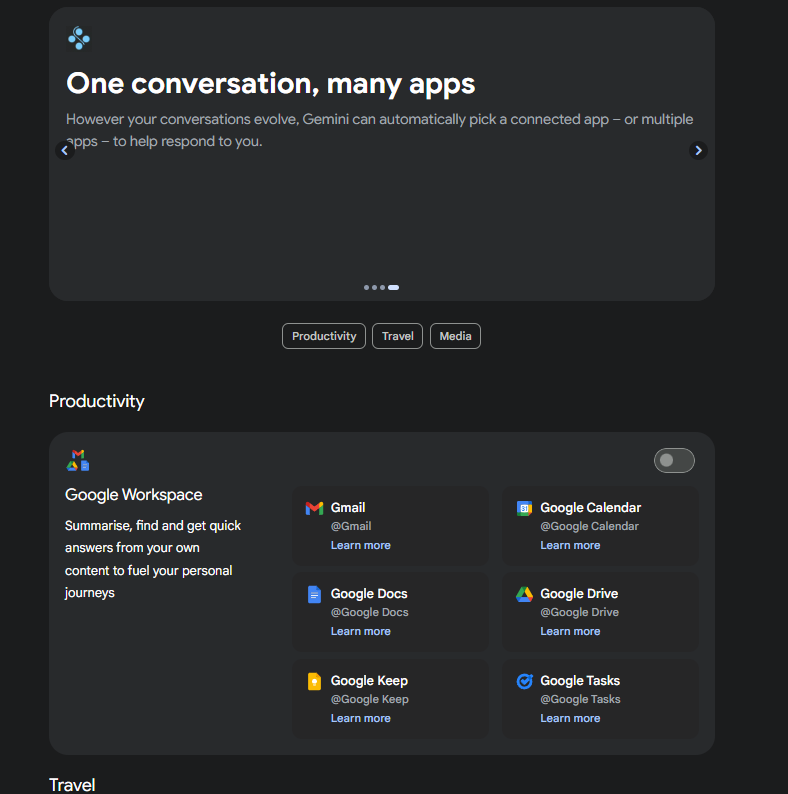 One conversation, many apps
However your conversations evolve, Gemini can automatically pick a connected app – or multiple
apps – to help respond to you.
Productivity
Travel
Media
Productivity
Google Workspace
Summarise, find and get quick
answers from your own
content to fuel your personal
journeys
Gmail
@Gmail
Learn more
Google Calendar
@Google Calendar
Learn more
Google Docs
@Google Docs
Learn more
Google Drive
@Google Drive
Learn more
Google Keep
@Google Keep
Learn more
Google Tasks
@Google Tasks
Learn more
Travel